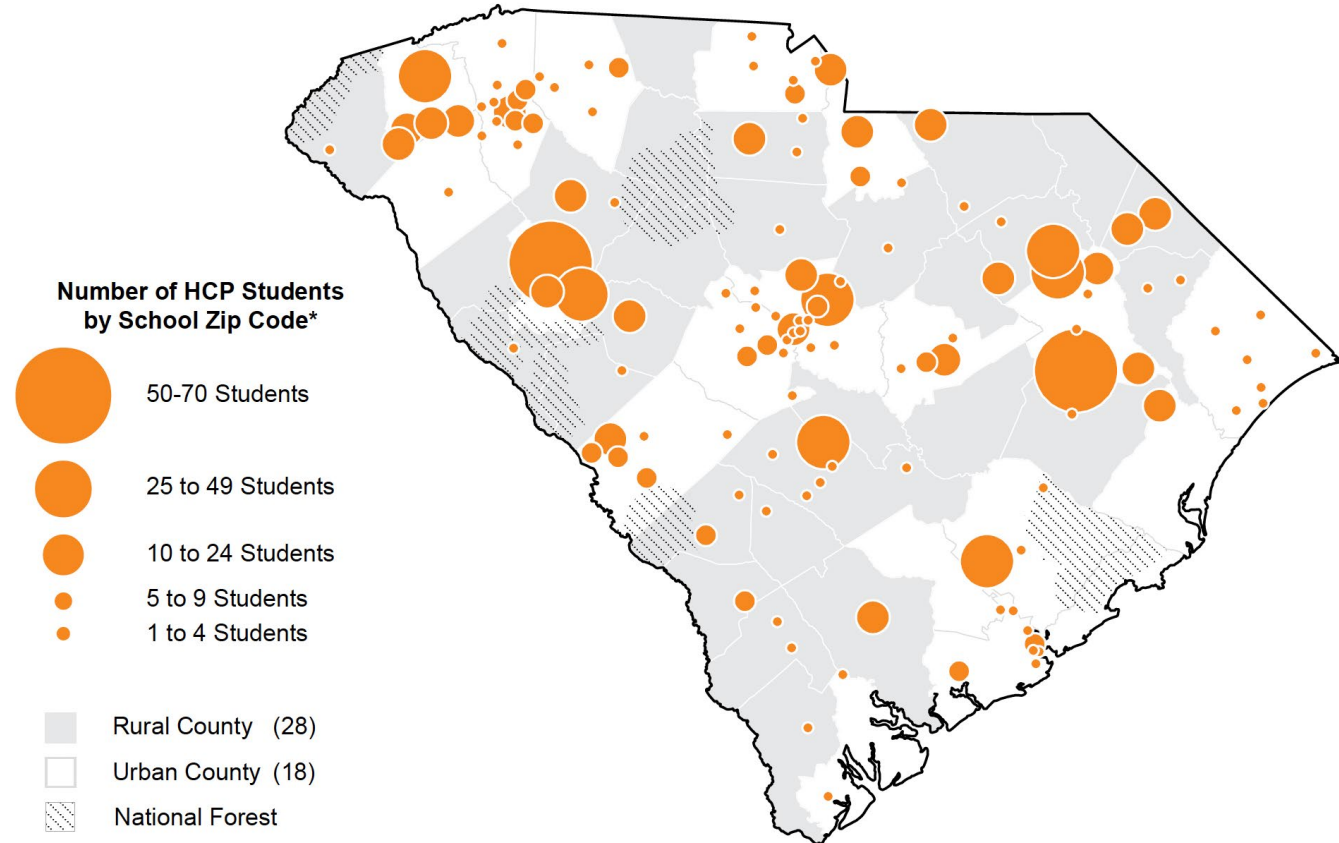 Number of HCP Students
by School Zip Code*
50-70 Students
25 to 49 Students
10 to 24 Students
5 to 9 Students
1 to 4 Students
Rural County (28)
Urban County (18)
National Forest